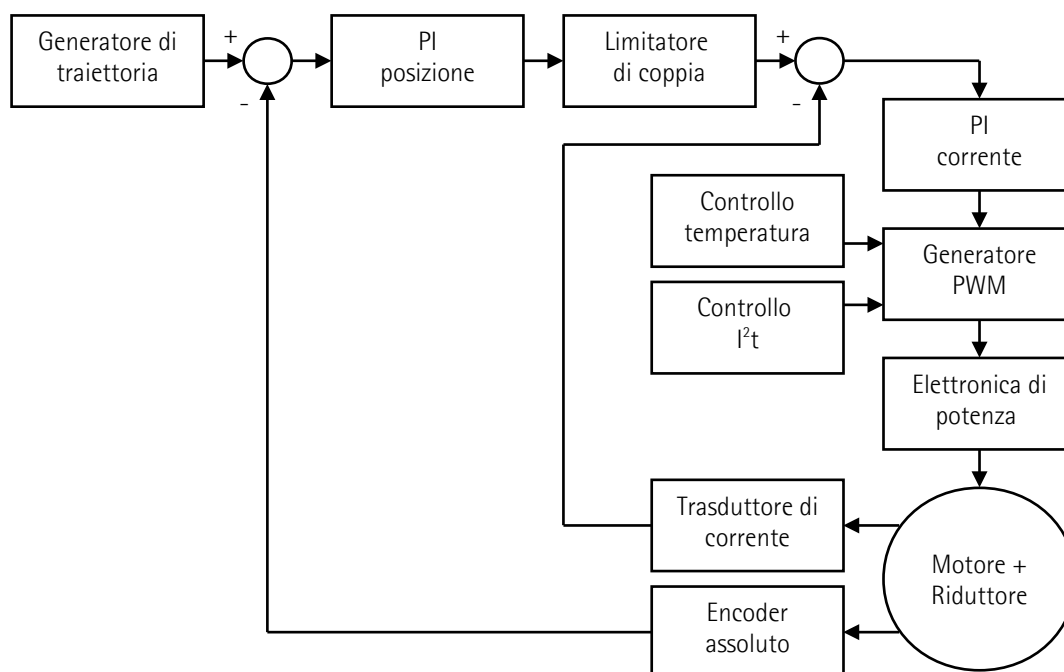 Generatore di
traiettoria
+
-
PI
posizione
Limitatore
di coppia
+
-
PI
corrente
Controllo
temperatura
Generatore
PWM
Controllo
I²t
Elettronica di
potenza
Trasduttore di
corrente
Motore +
Riduttore
Encoder
assoluto